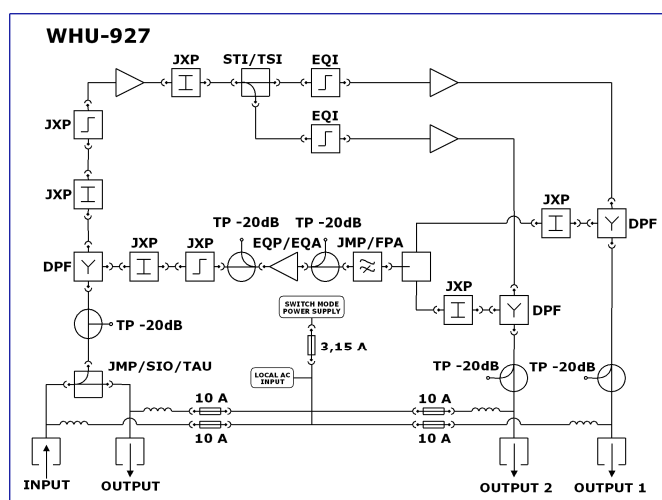 WHU-927
JXP
STI/TSI
EQI
JXP
EQI
JXP
JXP
DPF
TP -20dB
TP -20dB
JXP
JXP
EQP/EQA
JMP/FPA
DPF
JXP
DPF
SWITCH MODE
POWER SUPPLY
TP -20dB
3,15 A
JMP/SIO/TAU
LOCAL AC
INPUT
TP -20dB
TP -20dB
10 A
10 A
10 A
10 A
INPUT
OUTPUT
OUTPUT 2
OUTPUT 1